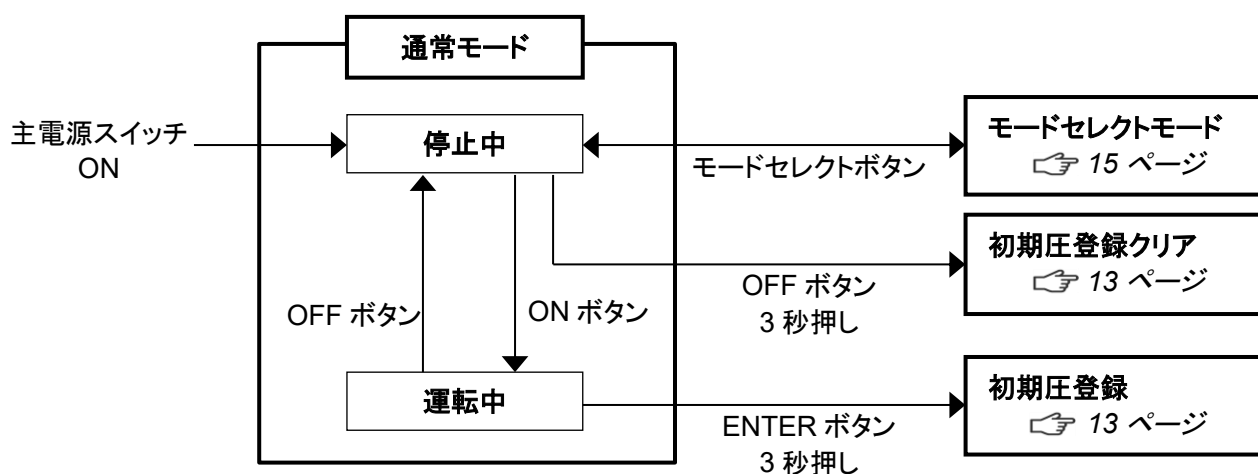 通常モード
主電源スイッチ
ON
停止中
モードセレクトボタン
モードセレクトモード
☞ 15 ページ
初期圧登録クリア
☞ 13 ページ
OFF ボタン
3 秒押し
OFF ボタン
ON ボタン
運転中
ENTER ボタン
3 秒押し
初期圧登録
☞ 13 ページ